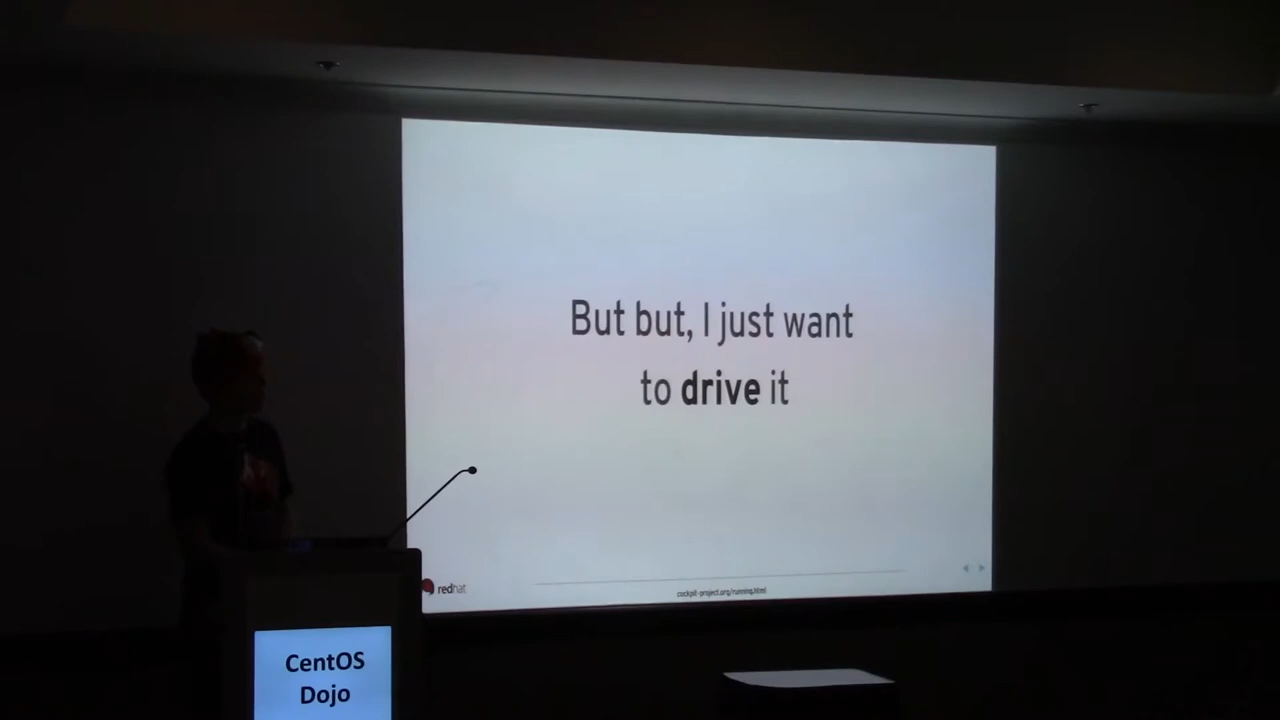 But but, I just want
to drive it
redhat
cockpit-project.org/running.html
CentOS
Dojo